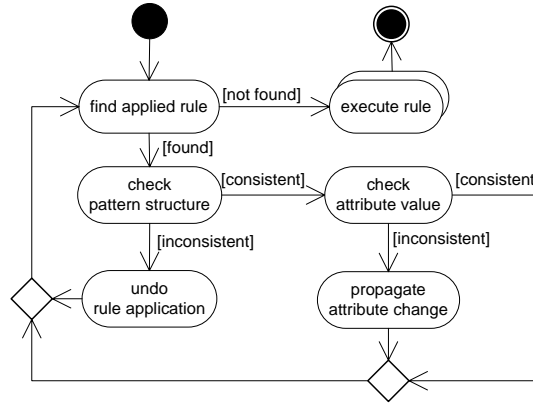 find applied rule
[not found]
execute rule
[found]
check
pattern structure
[consistent]
check
attribute value
[consistent]
[inconsistent]
[inconsistent]
undo
rule application
propagate
attribute change